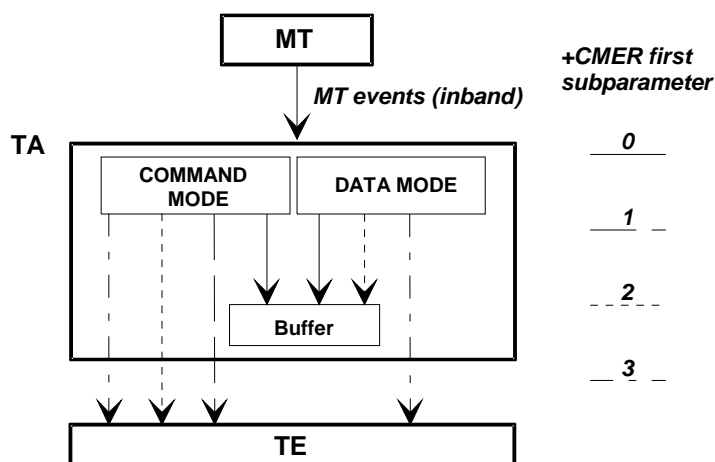 MT
+CMER first
subparameter
MT events (inband)
TA
0
COMMAND
MODE
DATA MODE
1
2
Buffer
3
TE